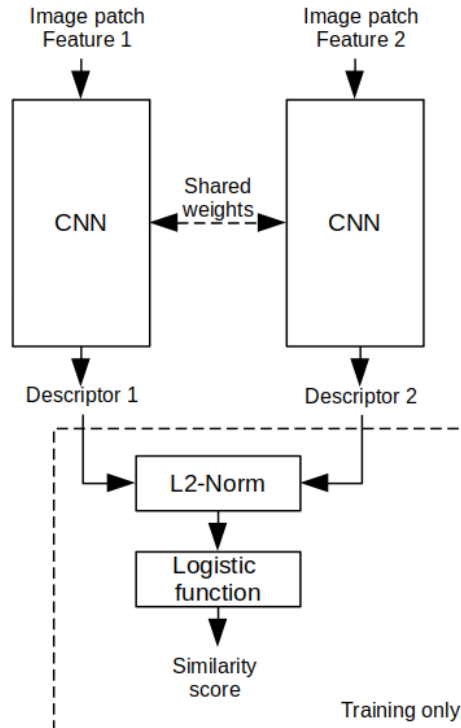 Image patch
Feature 1
Image patch
Feature 2
CNN
Shared
weights
CNN
Descriptor 1
Descriptor 2
L2-Norm
Logistic
function
Similarity
score
Training only